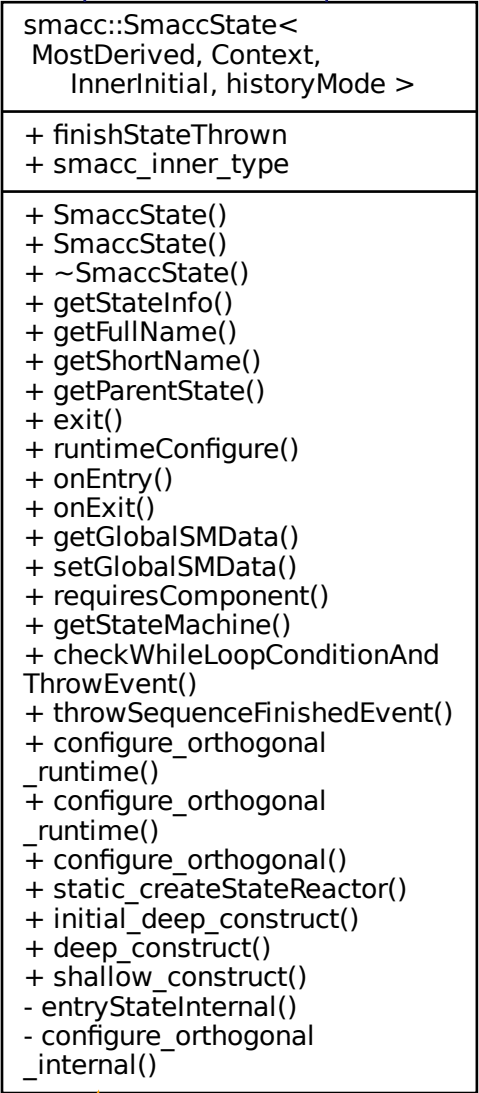 smacc::SmaccState<
MostDerived, Context,
InnerInitial, historyMode >
+ finishStateThrown
+ smacc_inner_type
+ SmaccState()
+ SmaccState()
+ ~SmaccState()
+ getStateInfo()
+ getFullName()
+ getShortName()
+ getParentState()
+ exit()
+ runtimeConfigure()
+ onEntry()
+ onExit()
+ getGlobalSMData()
+ setGlobalSMData()
+ requiresComponent()
+ getStateMachine()
+ checkWhileLoopConditionAnd
ThrowEvent()
+ throwSequenceFinishedEvent()
+ configure_orthogonal
_runtime()
+ configure_orthogonal
_runtime()
+ configure_orthogonal()
+ static_createStateReactor()
+ initial_deep_construct()
+ deep_construct()
+ shallow_construct()
- entryStateInternal()
- configure_orthogonal
_internal()